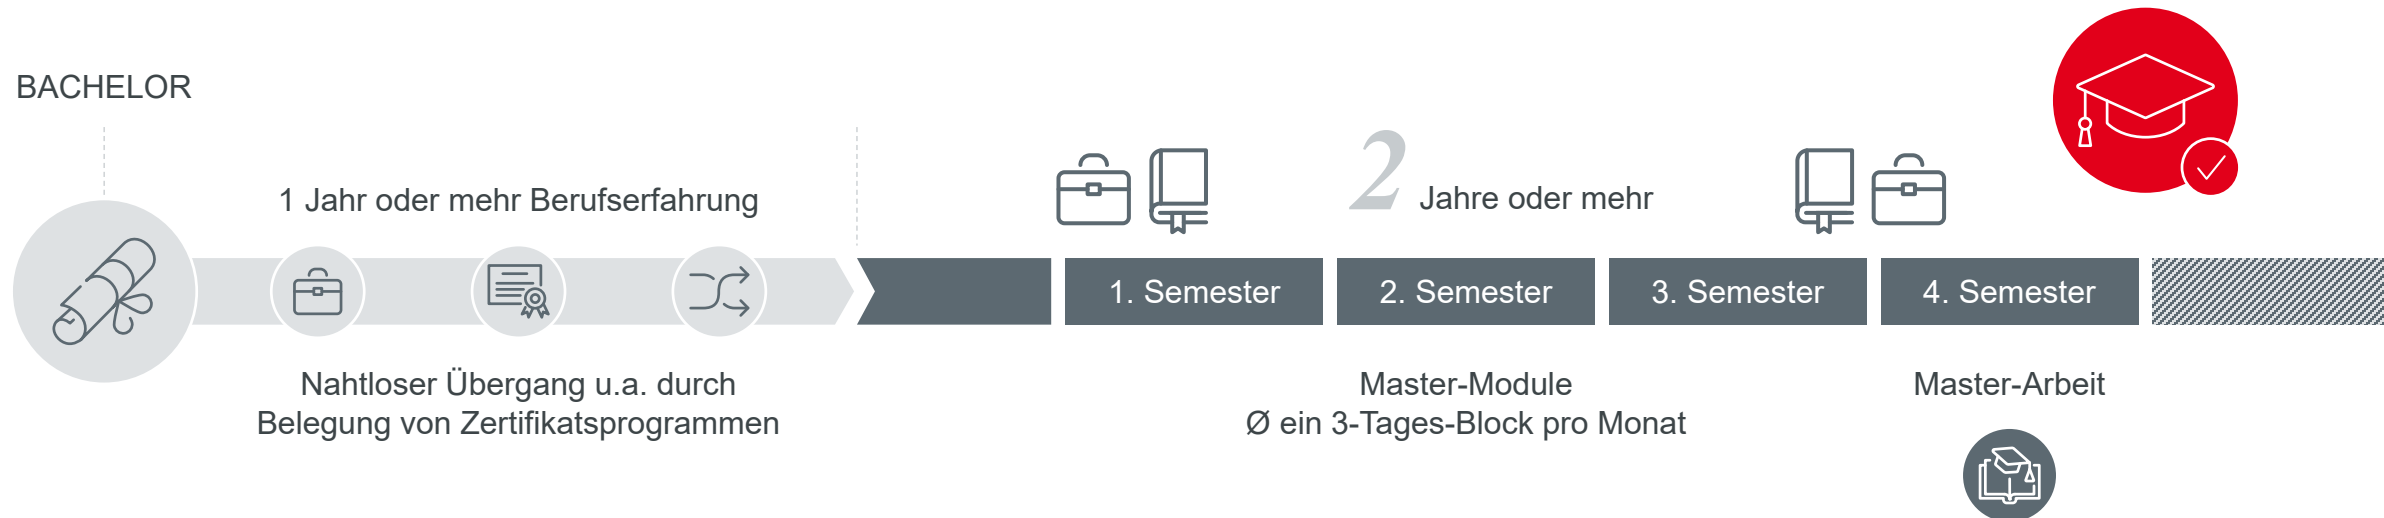 BACHELOR
1 Jahr oder mehr Berufserfahrung
2 Jahre oder mehr
1. Semester
2. Semester
3. Semester
4. Semester
Nahtloser Übergang u.a. durch
Belegung von Zertifikatsprogrammen
Master-Module
Ø ein 3-Tages-Block pro Monat
Master-Arbeit